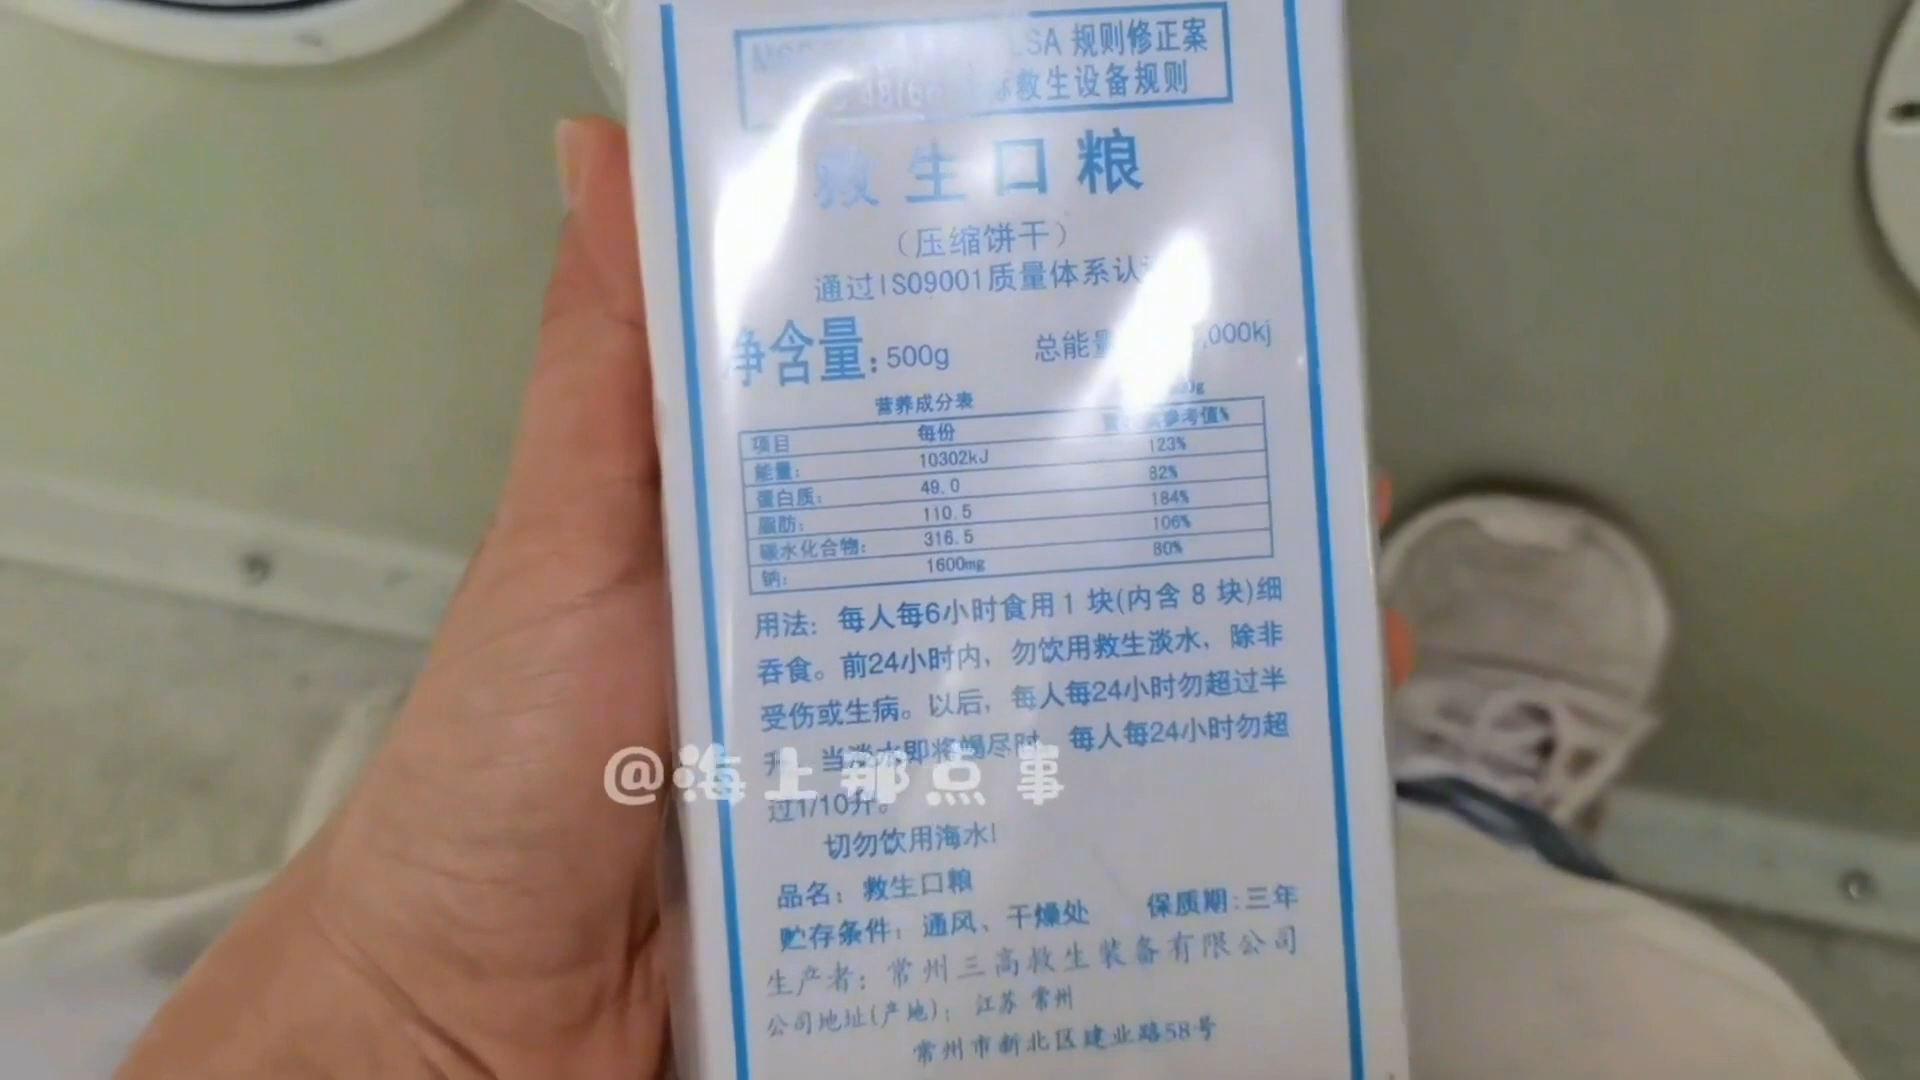 LSA 规则修正案
救生设备规则
救生口粮
（压缩饼干）
通过ISO9001质量体系认
净含量:500g 总能量 ,000kj
营养成分表
项目 每份 参考值%
能量: 10302kJ 123%
蛋白质: 49.0 82%
脂肪: 110.5 184%
碳水化合物: 316.5 106%
钠: 1600mg 80%
用法: 每人每6小时食用1 块(内含 8 块)细
吞食。前24小时内，勿饮用救生淡水，除非
受伤或生病。以后，每人每24小时勿超过半
升 当淡水即将竭尽时 每人每24小时勿超
@海上那点事
过1/10升。
切勿饮用海水!
品名: 救生口粮
贮存条件: 通风、干燥处 保质期:三年
生产者: 常州三高救生装备有限公司
公司地址(产地): 江苏 常州
常州市新北区建业路58号